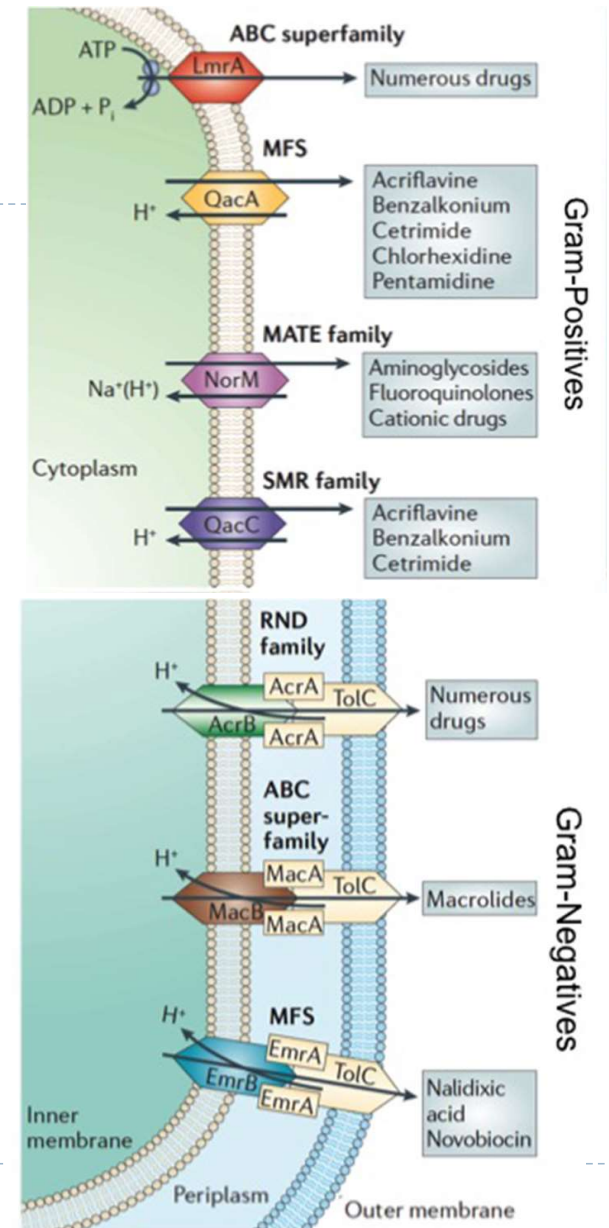 ABC superfamily
ATP
LmrA
Numerous drugs
ADP + Pi
MFS
QacA
H⁺
Acriflavine
Benzalkonium
Cetrimide
Chlorhexidine
Pentamidine
MATE family
NorM
Na⁺(H⁺)
Aminoglycosides
Fluoroquinolones
Cationic drugs
Cytoplasm
SMR family
QacC
H⁺
Acriflavine
Benzalkonium
Cetrimide
Gram-Positives
RND
family
H⁺
AcrA
TolC
AcrB
AcrA
Numerous
drugs
ABC
super-
family
H⁺
MacA
TolC
MacB
MacA
Macrolides
MFS
H⁺
EmrA
TolC
EmrB
EmrA
Nalidixic
acid
Novobiocin
Inner
membrane
Periplasm
Outer membrane
Gram-Negatives